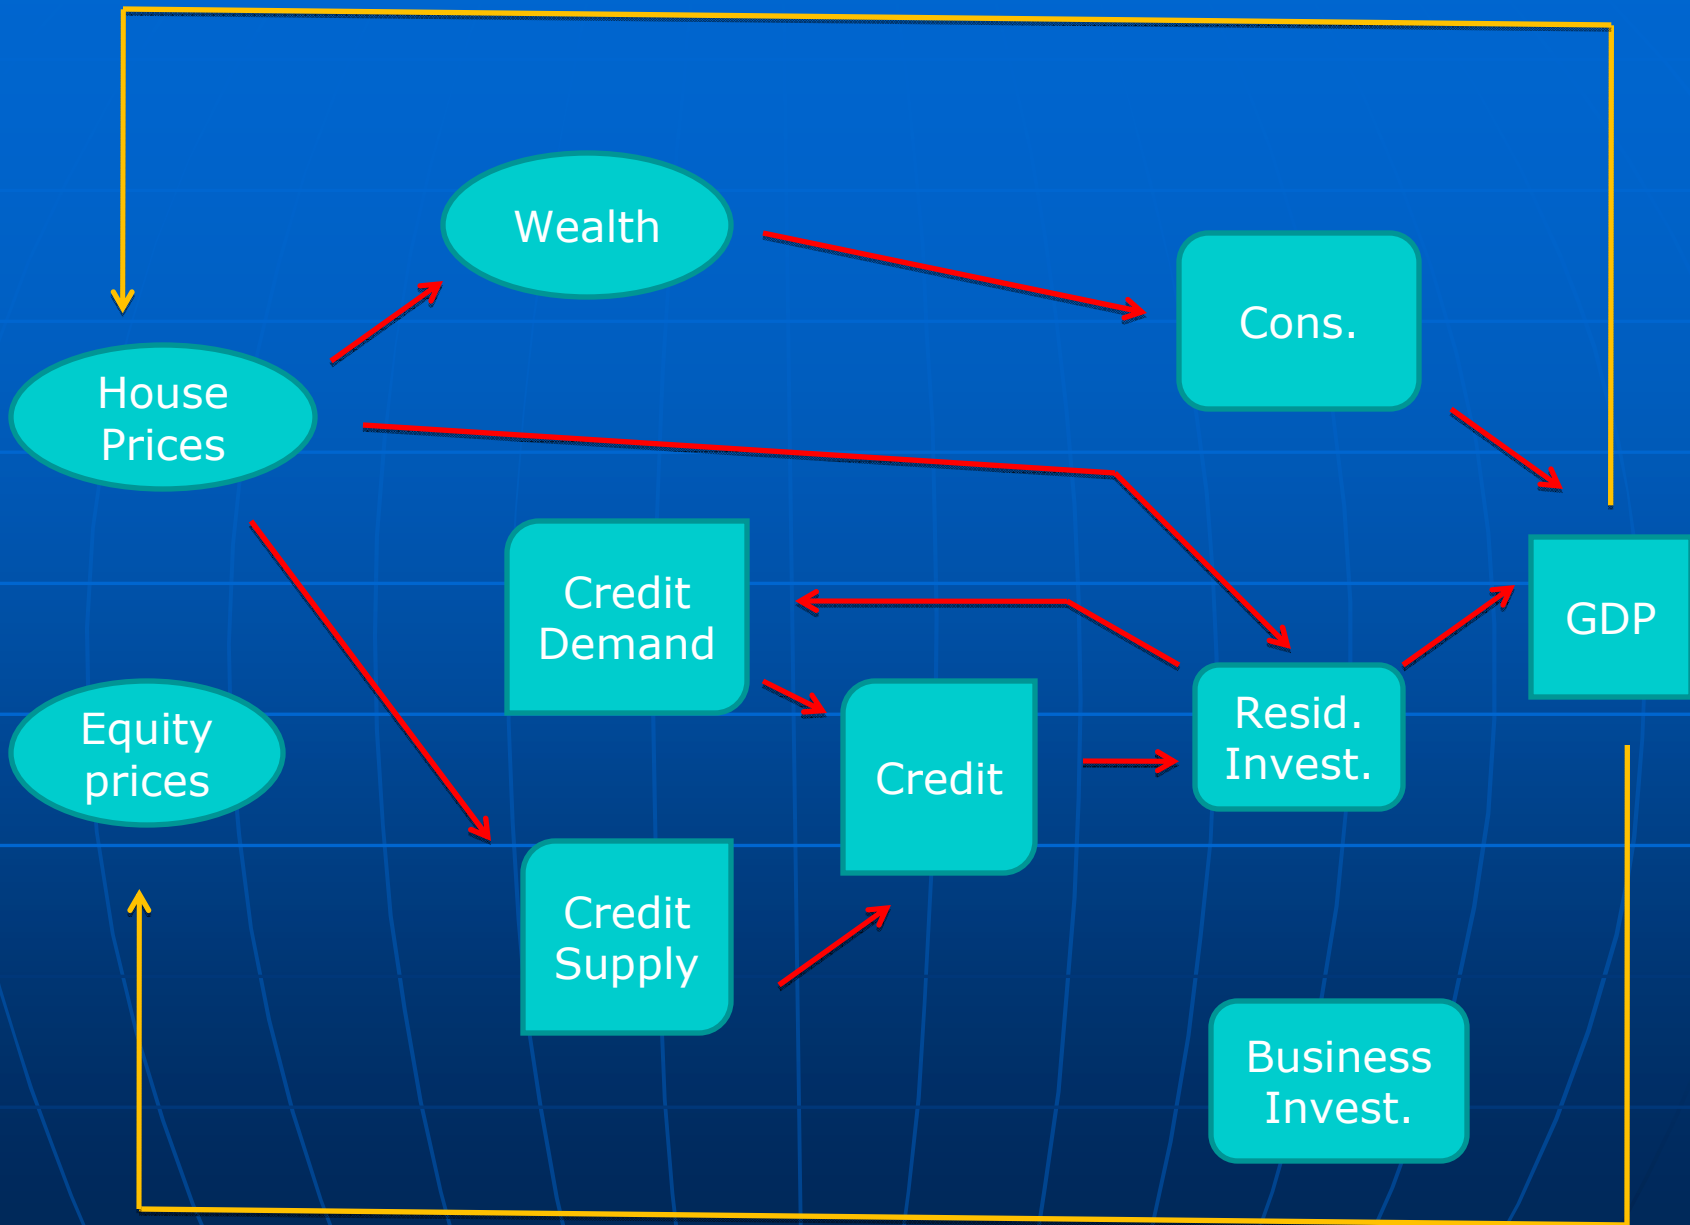 Wealth
Cons.
House
Prices
Credit
Demand
GDP
Equity
prices
Credit
Resid.
Invest.
Credit
Supply
Business
Invest.